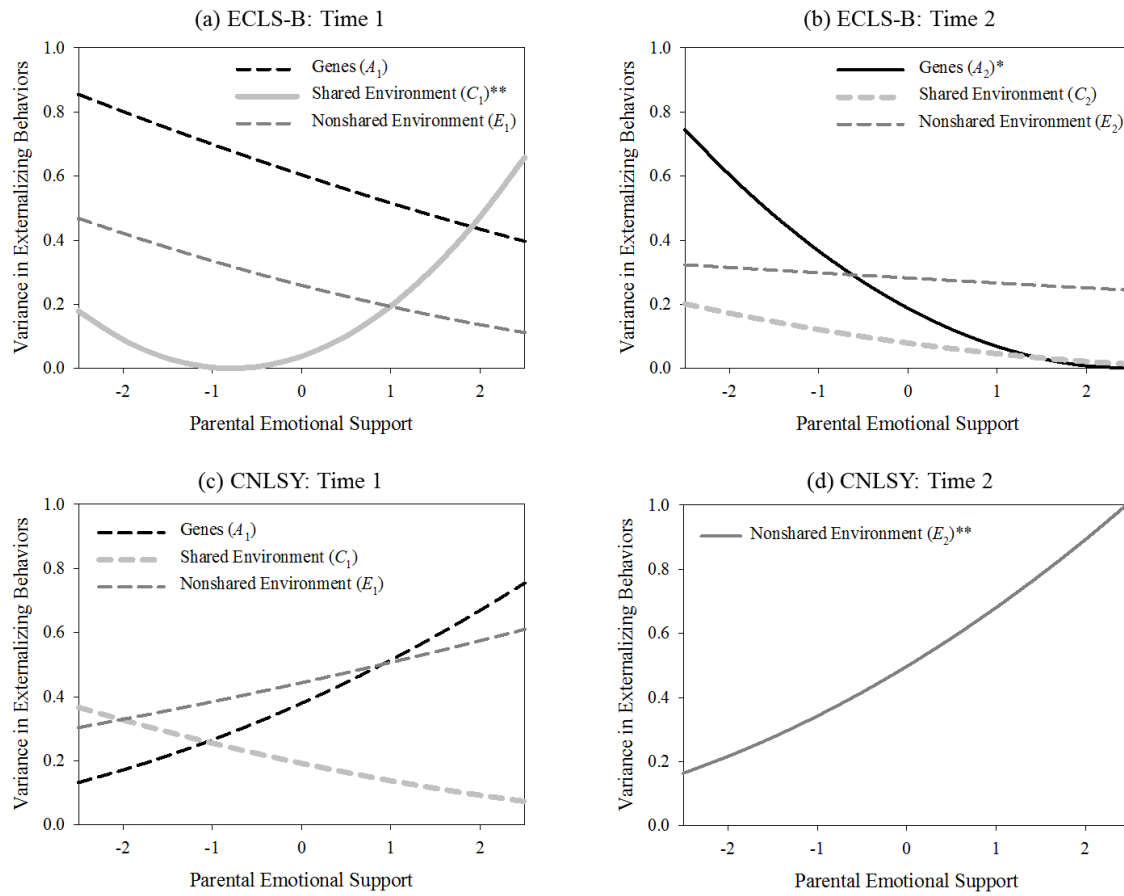 (a) ECLS-B: Time 1
Variance in Externalizing Behaviors
1.0
0.8
0.6
0.4
0.2
0.0
Genes (A1)
Shared Environment (C1)**
Nonshared Environment (E1)
-2 -1 0 1 2
Parental Emotional Support
(b) ECLS-B: Time 2
Variance in Externalizing Behaviors
1.0
0.8
0.6
0.4
0.2
0.0
Genes (A2)*
Shared Environment (C2)
Nonshared Environment (E2)
-2 -1 0 1 2
Parental Emotional Support
(c) CNLSY: Time 1
Variance in Externalizing Behaviors
1.0
0.8
0.6
0.4
0.2
0.0
Genes (A1)
Shared Environment (C1)
Nonshared Environment (E1)
-2 -1 0 1 2
Parental Emotional Support
(d) CNLSY: Time 2
Variance in Externalizing Behaviors
1.0
0.8
0.6
0.4
0.2
0.0
Nonshared Environment (E2)**
-2 -1 0 1 2
Parental Emotional Support